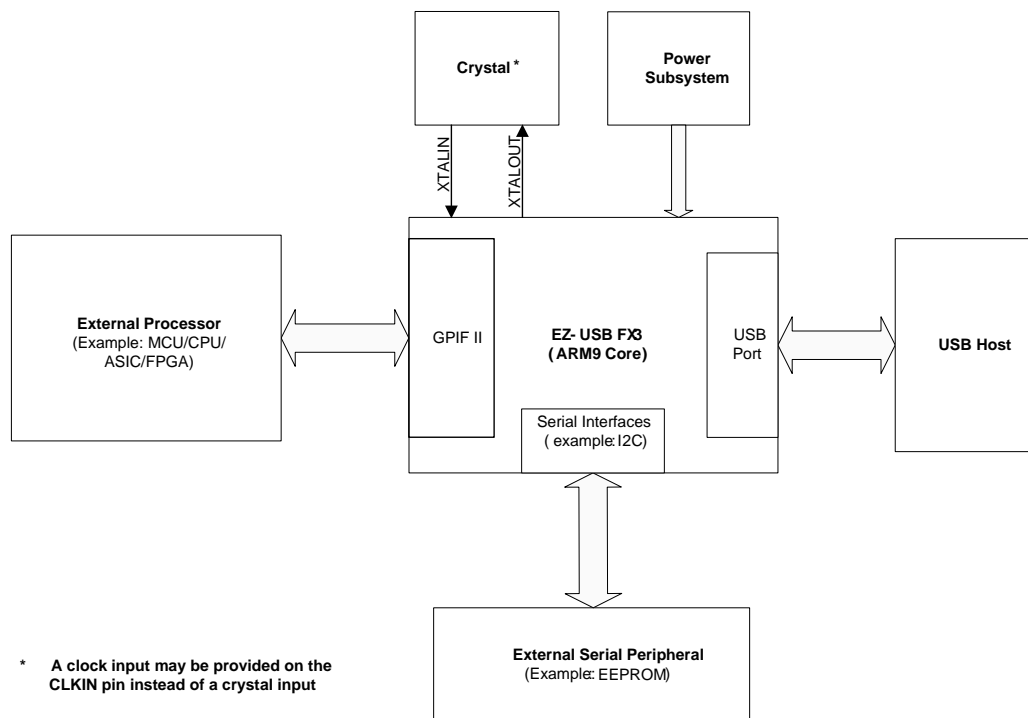 Crystal *
Power
Subsystem
XTALIN
XTALOUT
External Processor
(Example: MCU/CPU/
ASIC/FPGA)
GPIF II
EZ- USB FX3
(ARM9 Core)
USB
Port
USB Host
Serial Interfaces
( example: I2C)
External Serial Peripheral
(Example: EEPROM)
* A clock input may be provided on the
CLKIN pin instead of a crystal input